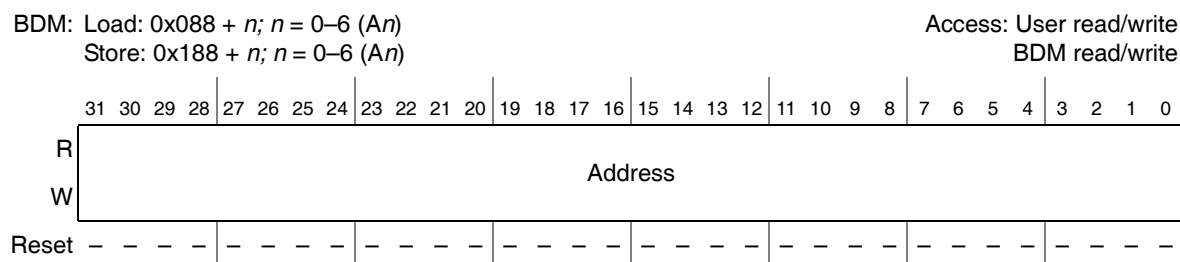 BDM: Load: 0x088 + n; n = 0–6 (An) Access: User read/write
Store: 0x188 + n; n = 0–6 (An) BDM read/write
31 30 29 28 27 26 25 24 23 22 21 20 19 18 17 16 15 14 13 12 11 10 9 8 7 6 5 4 3 2 1 0
R
Address
W
Reset – – – – – – – – – – – – – – – – – – – – – – – – – – – – – – – –